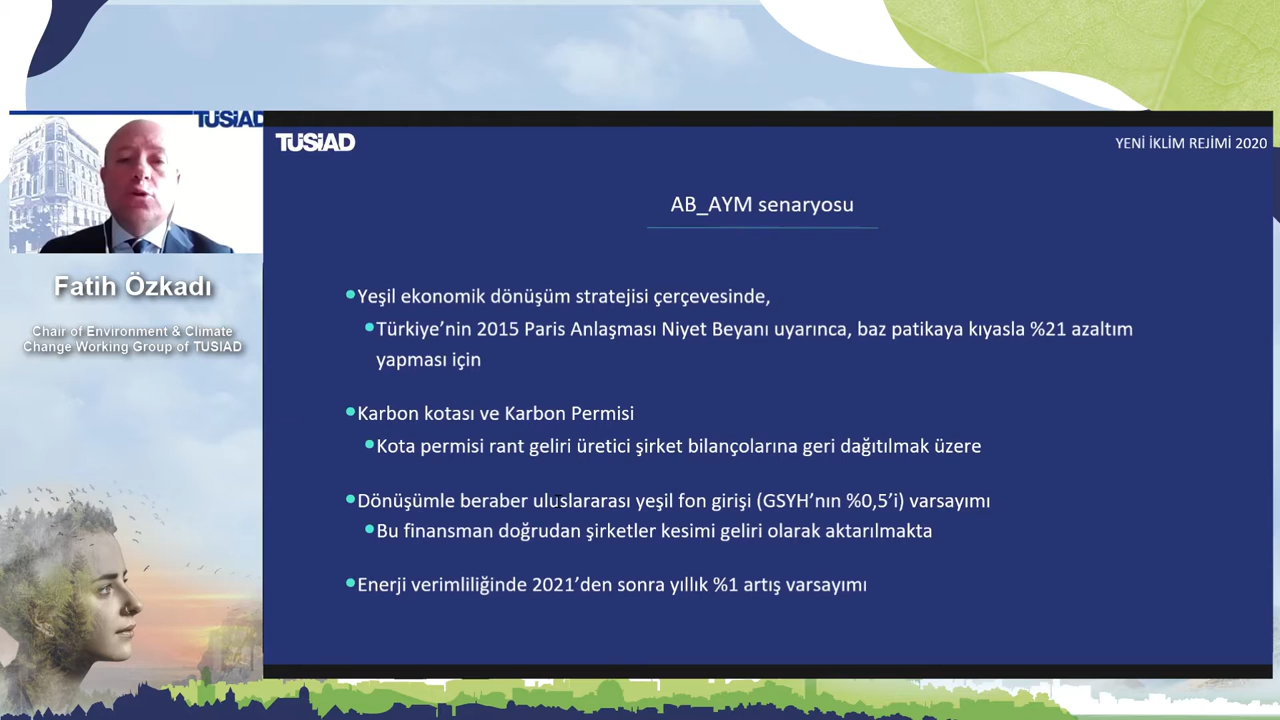 TÜSİAD
TÜSİAD
YENİ İKLİM REJİMİ 2020
AB_AYM senaryosu
Fatih Özkadı
Chair of Environment & Climate
Change Working Group of TUSIAD
•Yeşil ekonomik dönüşüm stratejisi çerçevesinde,
•Türkiye’nin 2015 Paris Anlaşması Niyet Beyanı uyarınca, baz patikaya kıyasla %21 azaltım
yapması için
•Karbon kotası ve Karbon Permisi
•Kota permisi rant geliri üretici şirket bilançolarına geri dağıtılmak üzere
•Dönüşümle beraber uluslararası yeşil fon girişi (GSYH’nın %0,5’i) varsayımı
•Bu finansman doğrudan şirketler kesimi geliri olarak aktarılmakta
•Enerji verimliliğinde 2021’den sonra yıllık %1 artış varsayımı